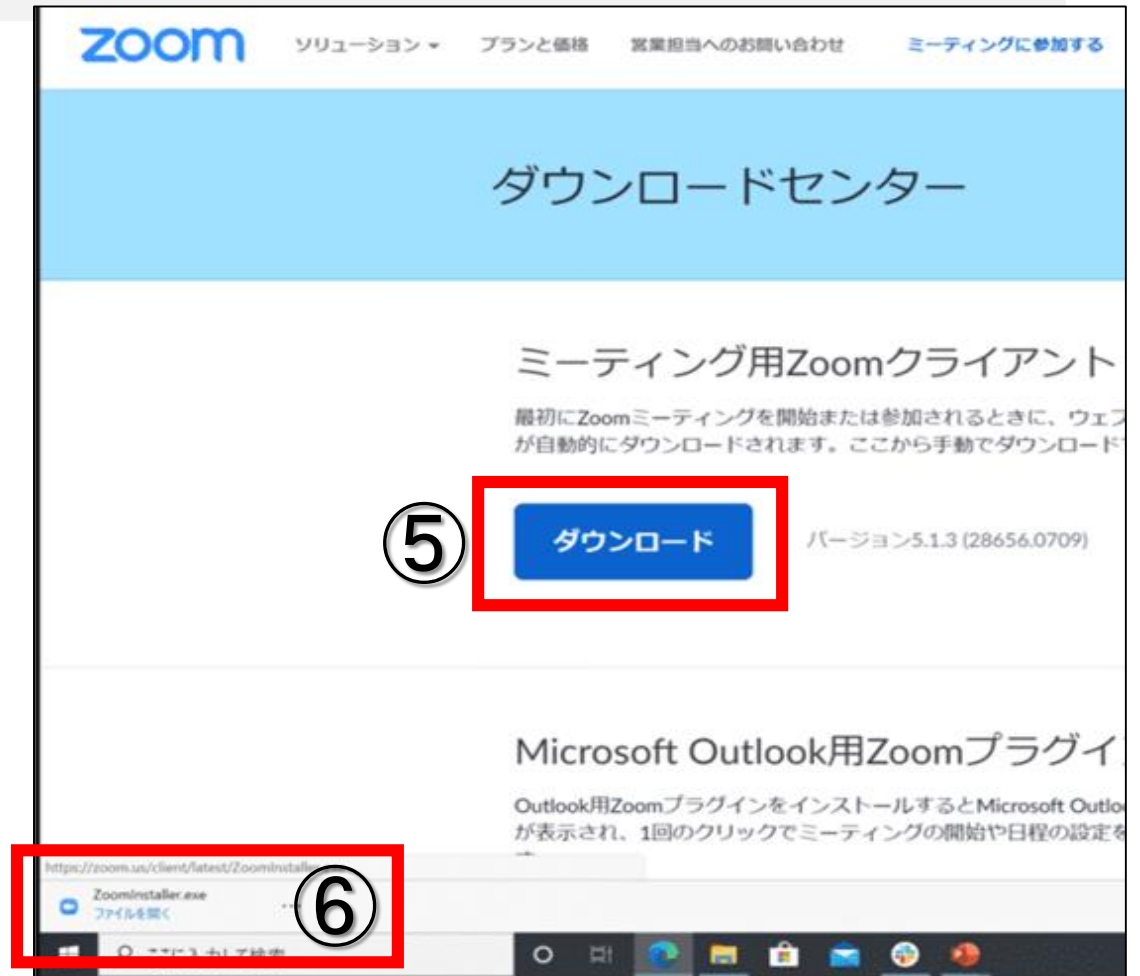 zoom ソリューション プランと価格 営業担当へのお問い合わせ ミーティングに参加する
ダウンロードセンター
ミーティング用Zoomクライアント
最初にZoomミーティングを開始または参加されるときに、ウェブ
が自動的にダウンロードされます。ここから手動でダウンロードで
⑤
ダウンロード バージョン5.1.3 (28656.0709)
Microsoft Outlook用Zoomプラグイン
Outlook用ZoomプラグインをインストールするとMicrosoft Outlo
が表示され、1回のクリックでミーティングの開始や日程の設定を
https://zoom.us/client/latest/ZoomInstaller
ZoomInstaller.exe
ファイルを開く ...
⑥
ここに入力して検索